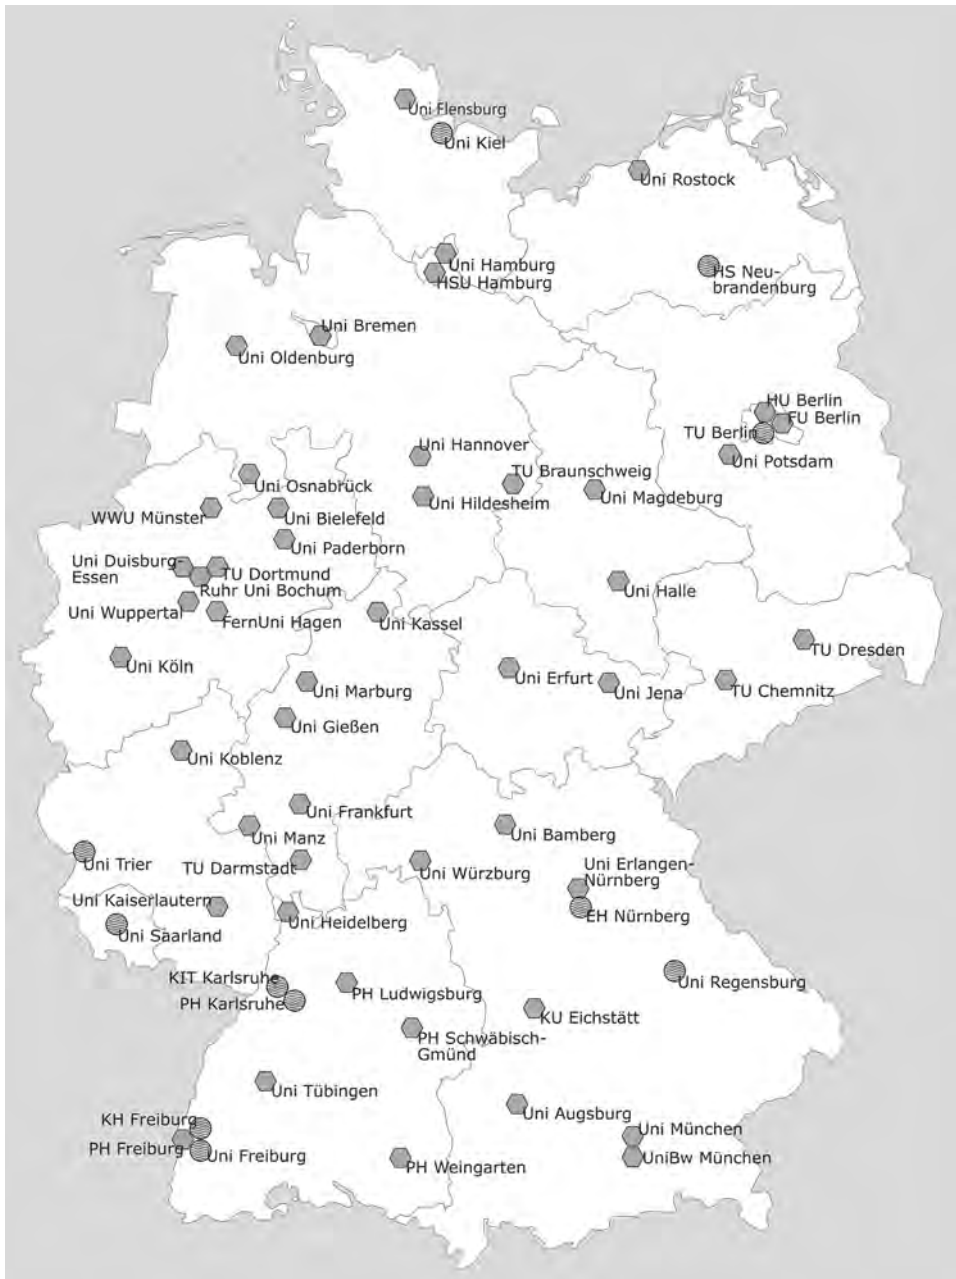 Uni Flensburg
Uni Kiel
Uni Rostock
Uni Hamburg
HSU Hamburg
HS Neu-
brandenburg
Uni Bremen
Uni Oldenburg
HU Berlin
FU Berlin
TU Berlin
Uni Potsdam
Uni Hannover
TU Braunschweig
Uni Osnabrück
Uni Hildesheim
Uni Magdeburg
WWU Münster
Uni Bielefeld
Uni Paderborn
Uni Duisburg-
Essen
TU Dortmund
Ruhr Uni Bochum
Uni Wuppertal
FernUni Hagen
Uni Kassel
Uni Halle
TU Dresden
Uni Köln
Uni Marburg
Uni Erfurt
Uni Jena
TU Chemnitz
Uni Gießen
Uni Koblenz
Uni Frankfurt
Uni Manz
Uni Bamberg
Uni Trier
TU Darmstadt
Uni Würzburg
Uni Erlangen-
Nürnberg
Uni Kaiserlautern
Uni Heidelberg
EH Nürnberg
Uni Saarland
KIT Karlsruhe
PH Karlsruhe
PH Ludwigsburg
Uni Regensburg
KU Eichstätt
PH Schwäbisch-
Gmünd
Uni Tübingen
Uni Augsburg
KH Freiburg
PH Freiburg
Uni Freiburg
PH Weingarten
Uni München
UniBw München